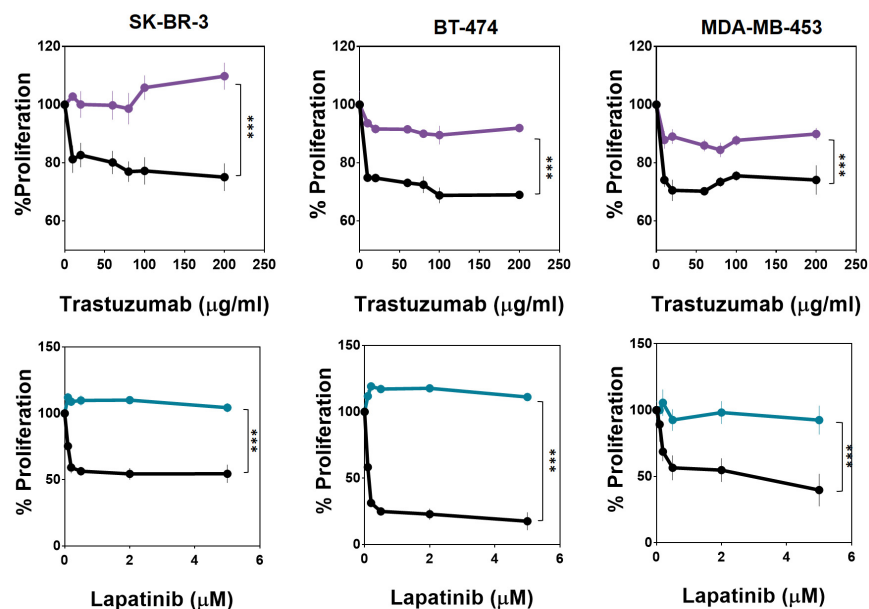 SK-BR-3
BT-474
MDA-MB-453
%Proliferation
120
100
80
60
0 50 100 150 200 250
Trastuzumab (μg/ml)
***
% Proliferation
120
100
80
60
0 50 100 150 200 250
Trastuzumab (μg/ml)
***
% Proliferation
120
100
80
60
0 50 100 150 200 250
Trastuzumab (μg/ml)
***
% Proliferation
150
100
50
0
0 2 4 6
Lapatinib (μM)
***
% Proliferation
150
100
50
0
0 2 4 6
Lapatinib (μM)
***
% Proliferation
150
100
50
0
0 2 4 6
Lapatinib (μM)
***